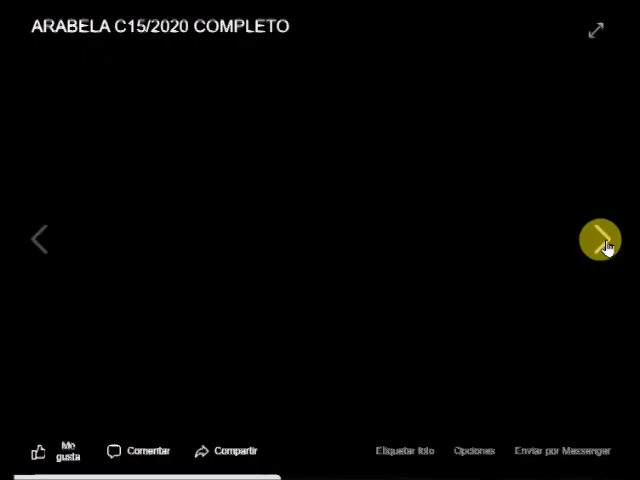 ARABELA C15/2020 COMPLETO
Me gusta
Comentar
Compartir
Etiquetar foto
Opciones
Enviar por Messenger